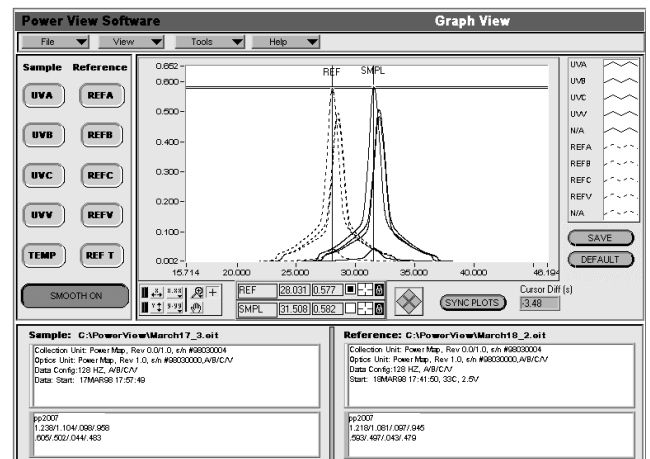 Power View Software
Graph View
File View Tools Help
Sample Reference
UVA REFA
UVB REFB
UVC REFC
UVV REFV
TEMP REF T
SMOOTH ON
0.652
0.600
0.500
0.400
0.300
0.200
0.100
0.002
REF SMPL
15.714 20.000 25.000 30.000 35.000 40.000 46.194
UVA
UVB
UVC
UVV
N/A
REFA
REFB
REFC
REFV
N/A
SAVE
DEFAULT
REF 28.031 0.577
SMPL 31.508 0.582
SYNC PLOTS
Cursor Diff (s)
-3.48
Sample: C:\PowerView\March17_3.eit
Collection Unit: Power Map, Rev 0.0/1.0, s/n #98030004
Optics Unit: Power Map, Rev 1.0, s/n #98030000,A/B/C/V
Data Config:128 HZ, A/B/C/V
Data: Start: 17MAR98 17:57:49
pp2007
1.238/1.104/.098/.958
.605/.502/.044/.483
Reference: C:\PowerView\March18_2.eit
Collection Unit: Power Map, Rev 0.0/1.0, s/n #98030004
Optics Unit: Power Map, Rev 1.0, s/n #98030000,A/B/C/V
Data Config:128 HZ, A/B/C/V
Start: 18MAR98 17:41:50, 33C, 2.5V
pp2007
1.218/1.081/.097/.945
.593/.497/.043/.479